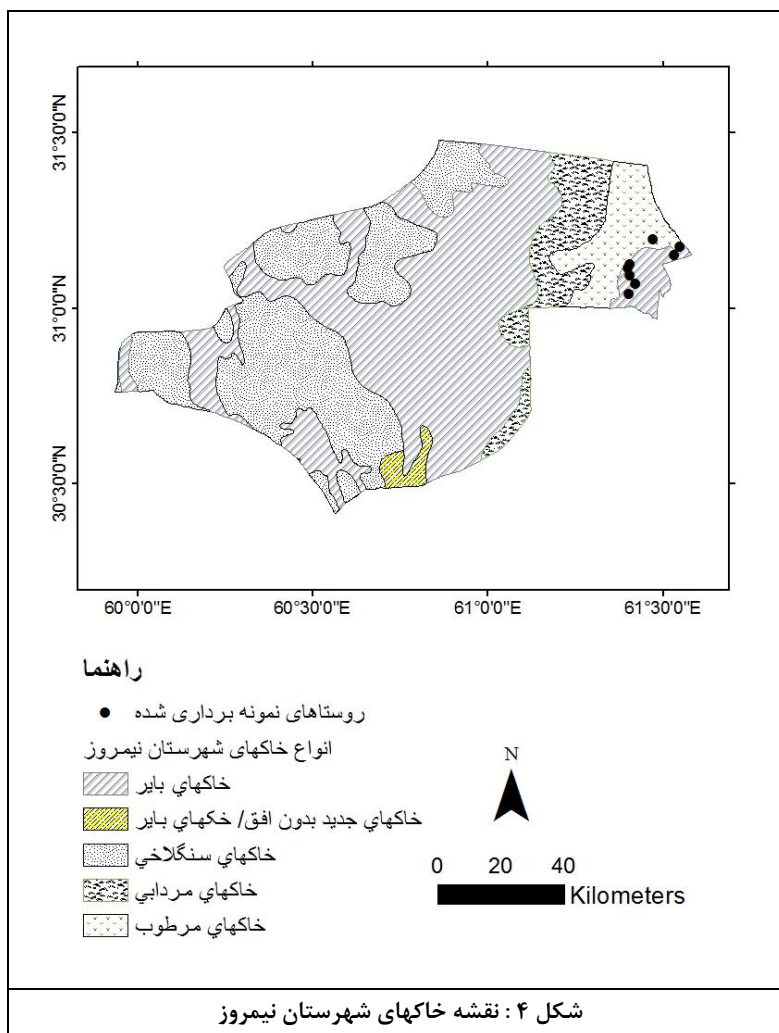 31°30'0"N
31°0'0"N
30°30'0"N
60°0'0"E 60°30'0"E 61°0'0"E 61°30'0"E
راهنما
روستاهای نمونه برداری شده
انواع خاکهای شهرستان نیمروز
خاکهاي باير
خاکهاي جديد بدون افق/ خکهاي باير
خاکهاي سنگلاخي
خاکهاي مردابي
خاکهاي مرطوب
N
0 20 40
Kilometers
شکل ۴ : نقشه خاکهای شهرستان نیمروز